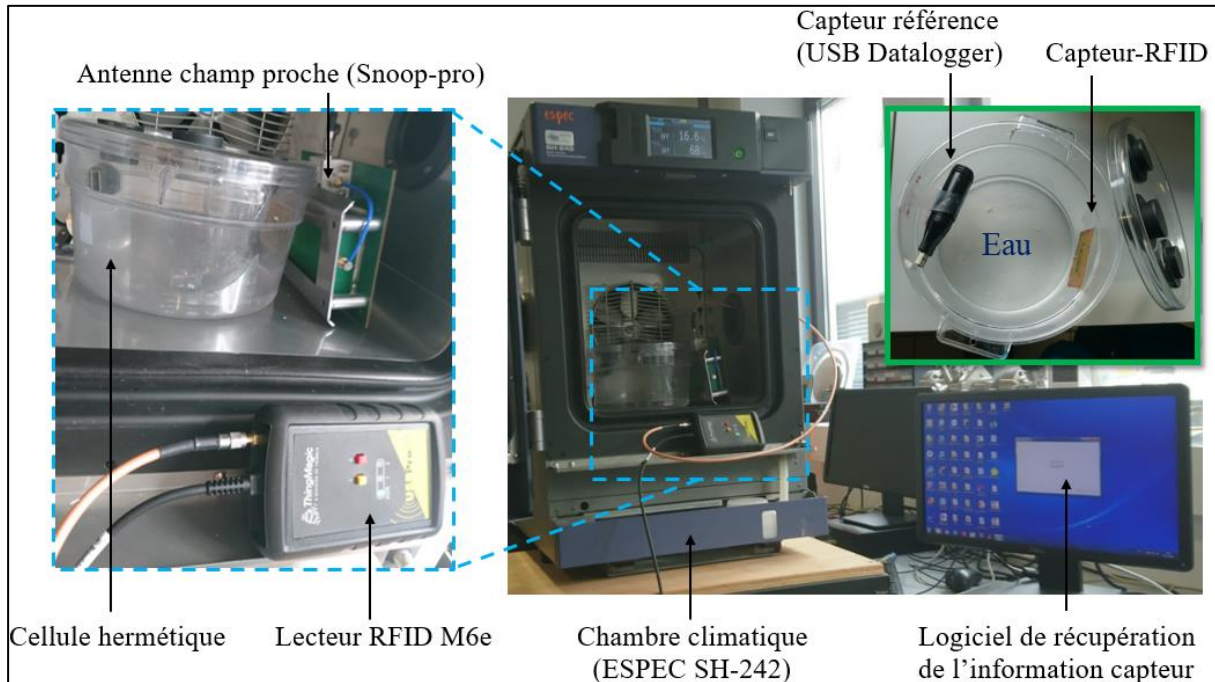 Capteur référence
(USB Datalogger)
Capteur-RFID
Antenne champ proche (Snoop-pro)
espec
16.6
Eau
ThingMagic
Cellule hermétique
Lecteur RFID M6e
Chambre climatique
(ESPEC SH-242)
Logiciel de récupération
de l’information capteur